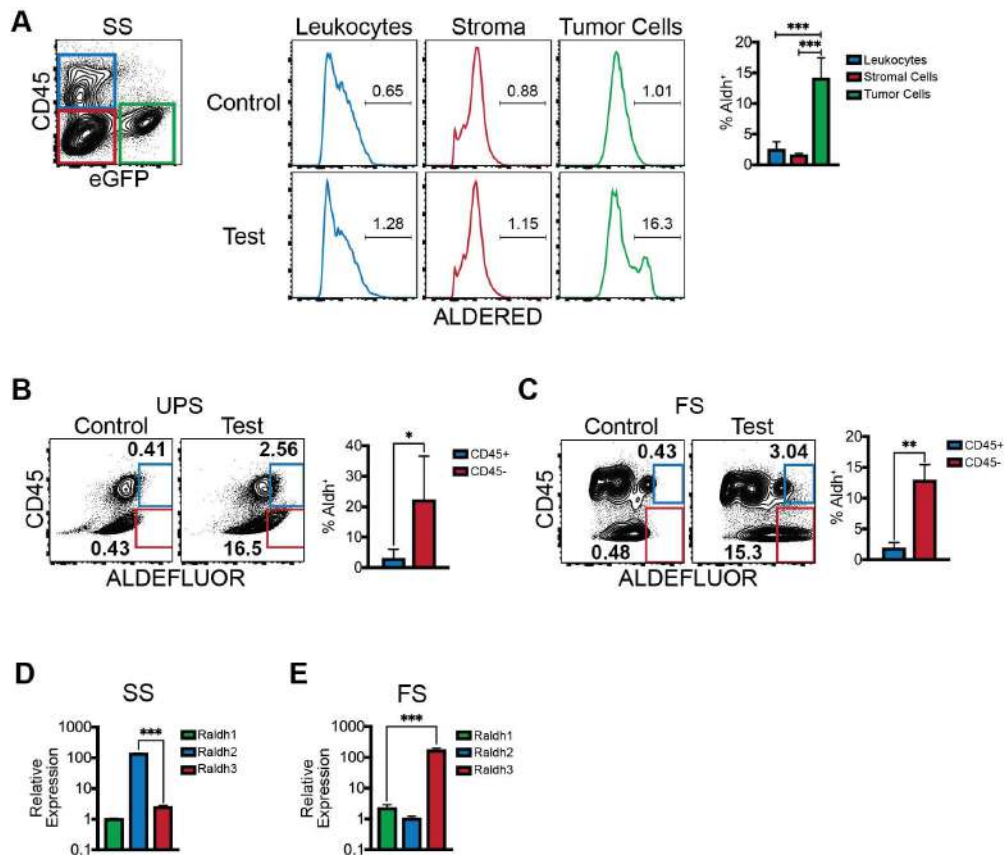 A
SS
CD45
eGFP
Leukocytes
Stroma
Tumor Cells
Control
0.65
0.88
1.01
Test
1.28
1.15
16.3
ALDERED
***
***
% Aldh⁺
20
15
10
5
0
Leukocytes
Stromal Cells
Tumor Cells
B
UPS
Control
Test
0.41
2.56
CD45
0.43
16.5
ALDEFLUOR
*
% Aldh⁺
40
30
20
10
0
CD45+
CD45-
C
FS
Control
Test
0.43
3.04
CD45
0.48
15.3
ALDEFLUOR
**
% Aldh⁺
20
15
10
5
0
CD45+
CD45-
D
SS
Relative
Expression
1000
100
10
1
0.1
***
Raldh1
Raldh2
Raldh3
E
FS
Relative
Expression
1000
100
10
1
0.1
***
Raldh1
Raldh2
Raldh3